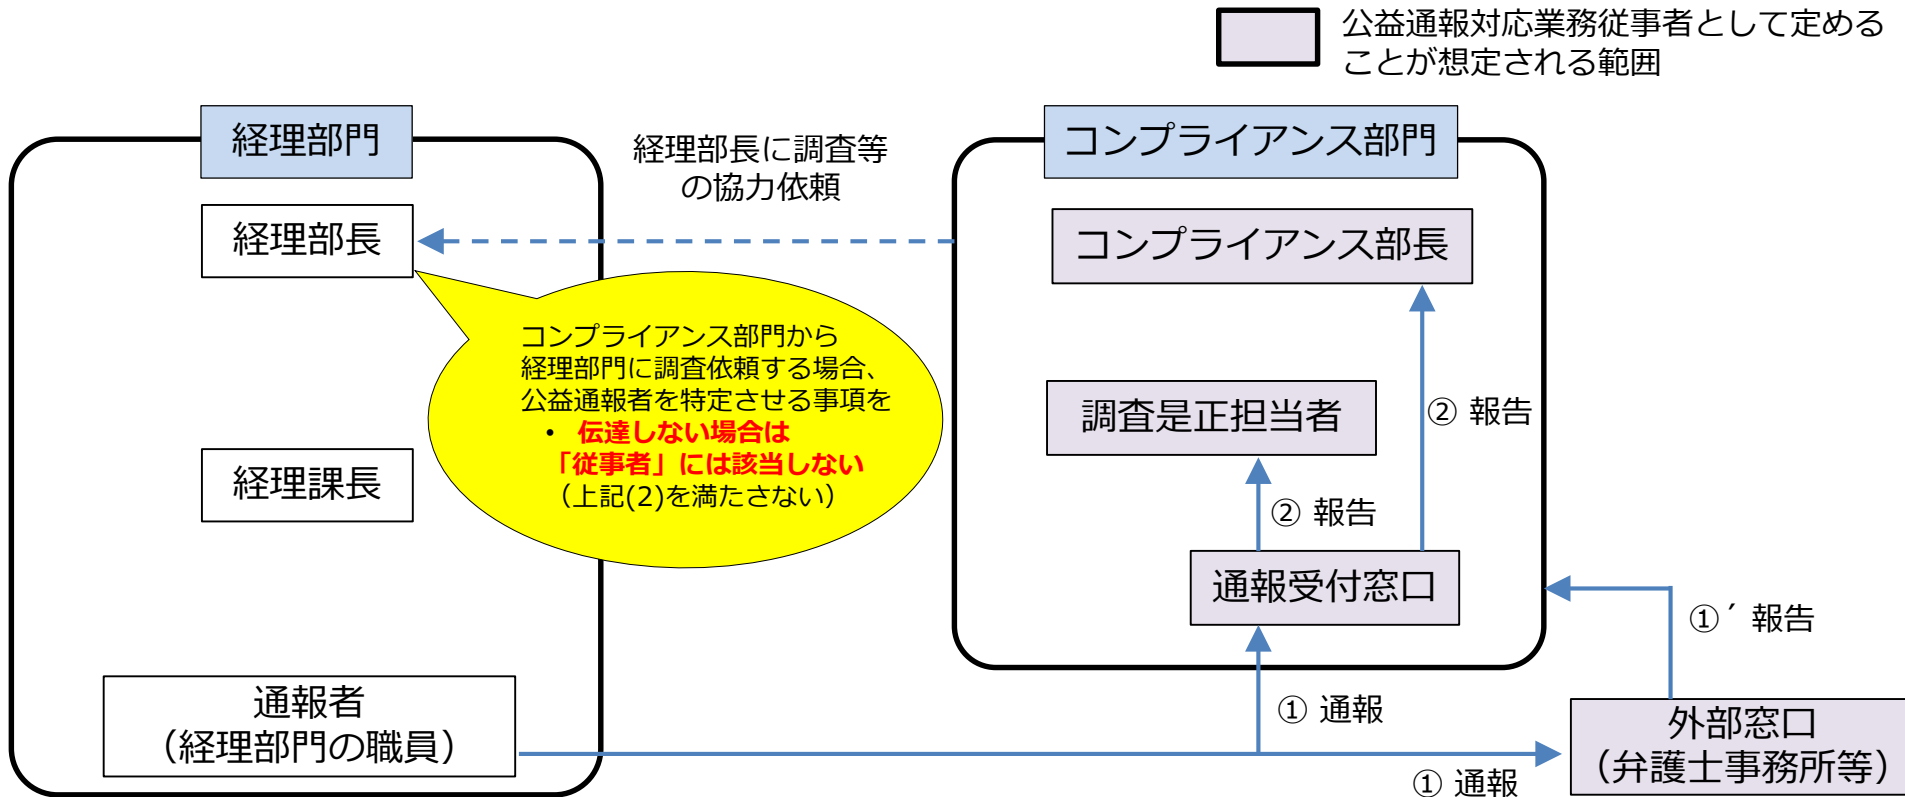 公益通報対応業務従事者として定める
ことが想定される範囲
経理部門
経理部長に調査等
の協力依頼
コンプライアンス部門
経理部長
コンプライアンス部長
コンプライアンス部門から
経理部門に調査依頼する場合、
公益通報者を特定させる事項を
・ 伝達しない場合は
「従事者」には該当しない
（上記(2)を満たさない）
調査是正担当者
② 報告
経理課長
② 報告
通報受付窓口
①´ 報告
通報者
（経理部門の職員）
① 通報
外部窓口
（弁護士事務所等）
① 通報